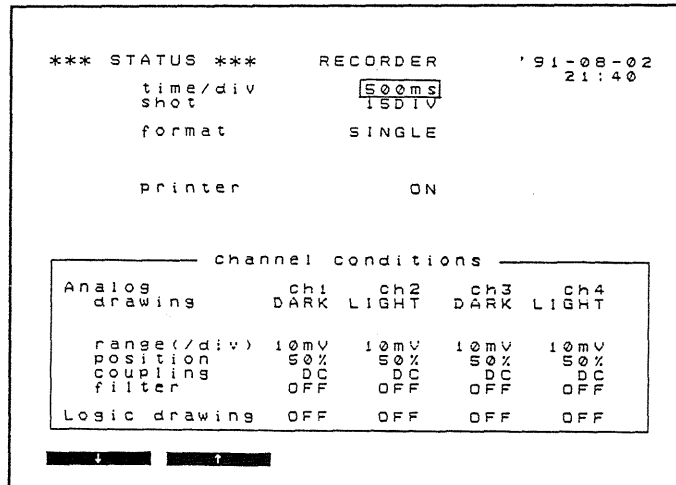 *** STATUS *** RECORDER '91-08-02
21:40
time/div 500ms
shot 15DIV
format SINGLE
printer ON
channel conditions
Analog ch1 ch2 ch3 ch4
drawing DARK LIGHT DARK LIGHT
range(/div) 10mV 10mV 10mV 10mV
position 50% 50% 50% 50%
coupling DC DC DC DC
filter OFF OFF OFF OFF
Logic drawing OFF OFF OFF OFF
↓ ↑